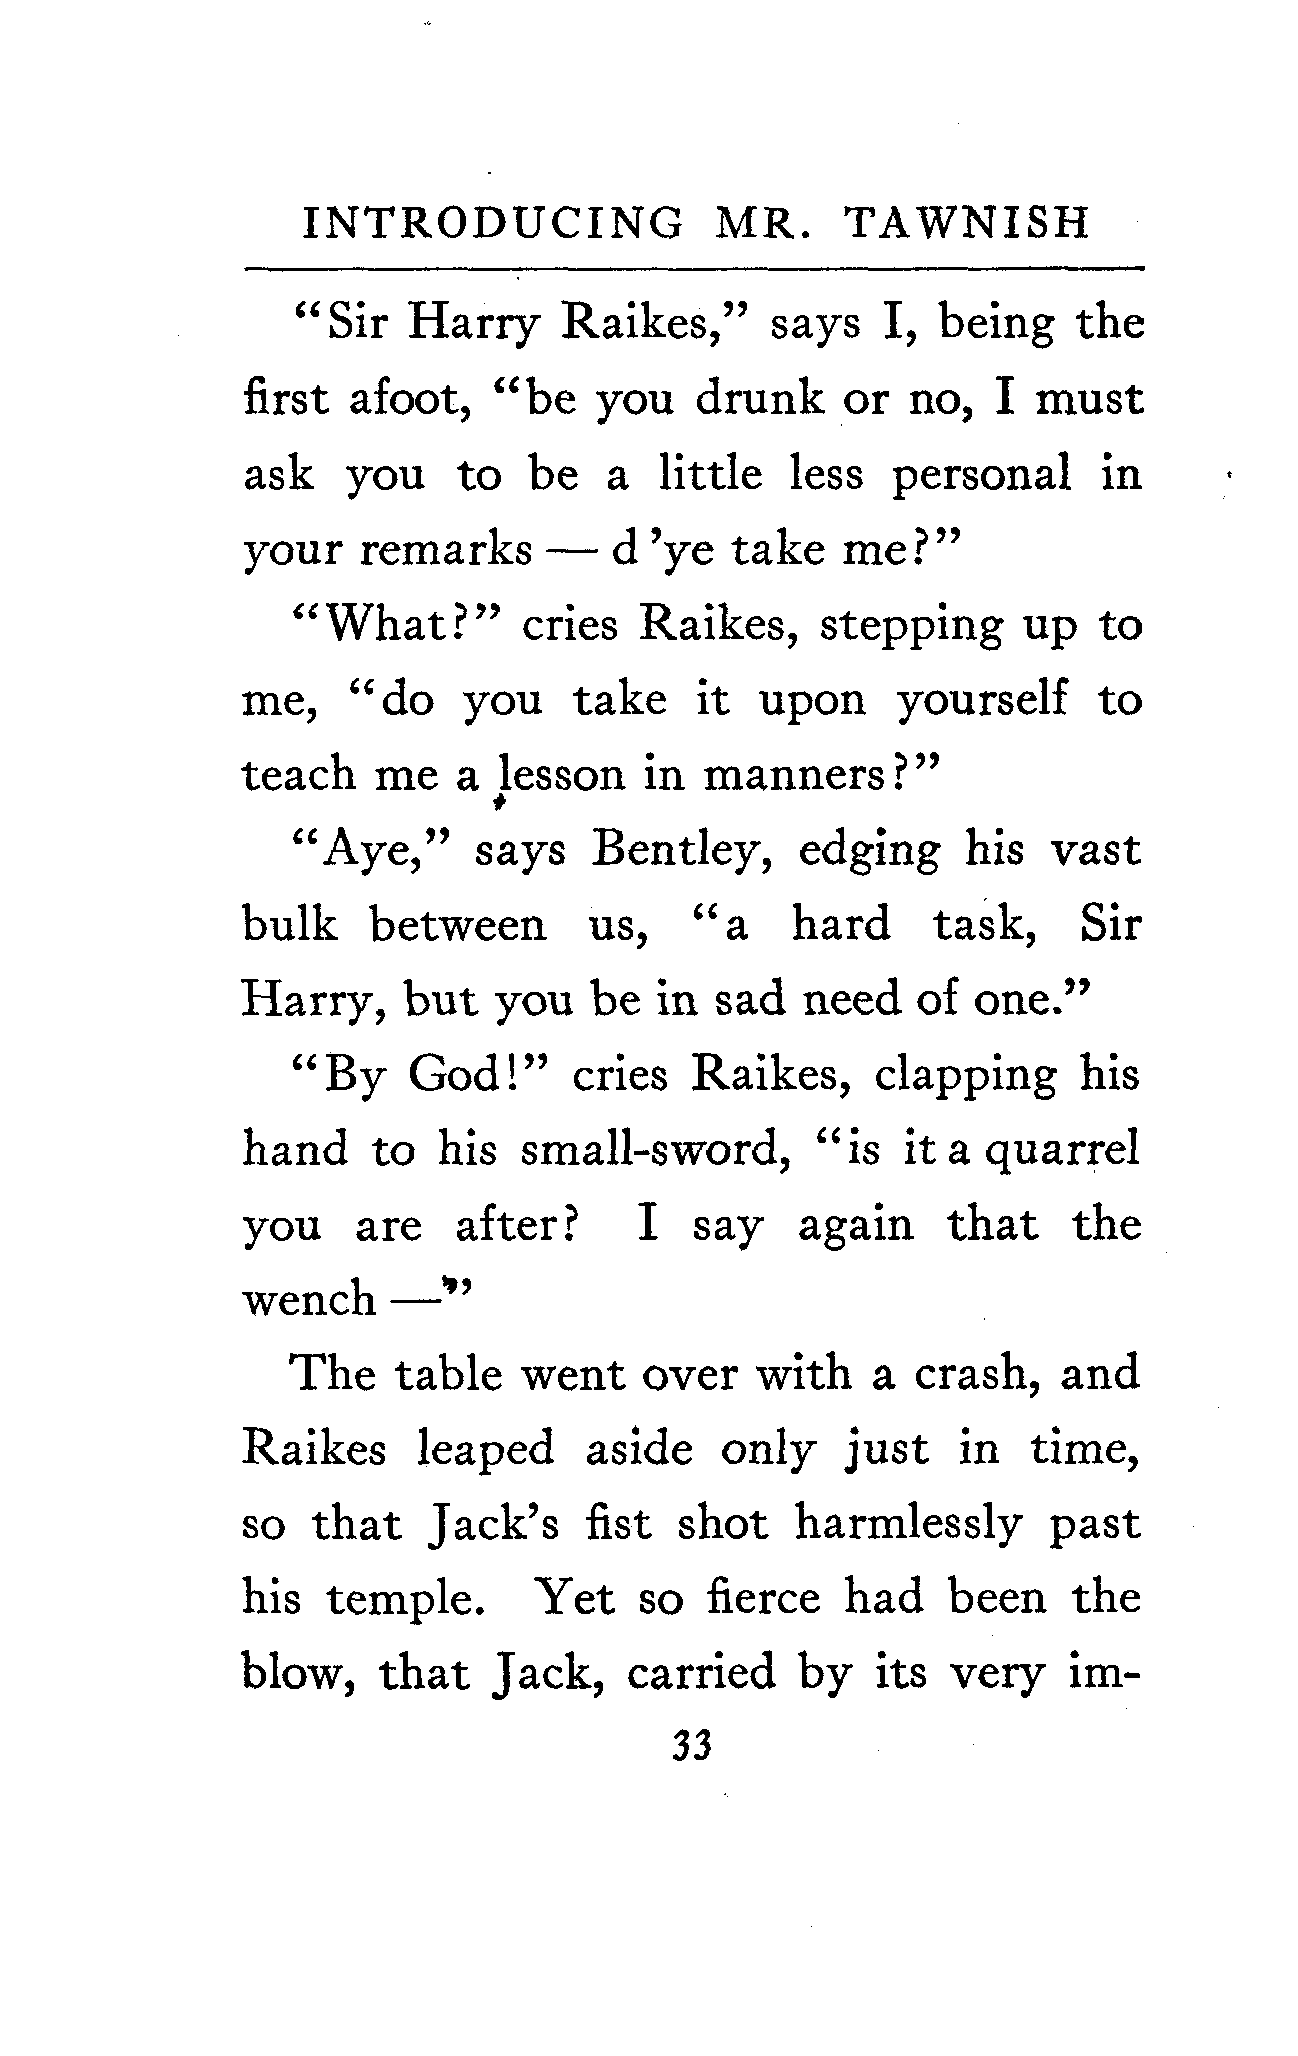 INTRODUCING MR. TAWNISH
“Sir Harry Raikes,” says I, being the
first afoot, “be you drunk or no, I must
ask you to be a little less personal in
your remarks — d’ye take me?”
“What?” cries Raikes, stepping up to
me, “do you take it upon yourself to
teach me a lesson in manners?”
“Aye,” says Bentley, edging his vast
bulk between us, “a hard task, Sir
Harry, but you be in sad need of one.”
“By God!” cries Raikes, clapping his
hand to his small-sword, “is it a quarrel
you are after? I say again that the
wench —”
The table went over with a crash, and
Raikes leaped aside only just in time,
so that Jack’s fist shot harmlessly past
his temple. Yet so fierce had been the
blow, that Jack, carried by its very im-
33